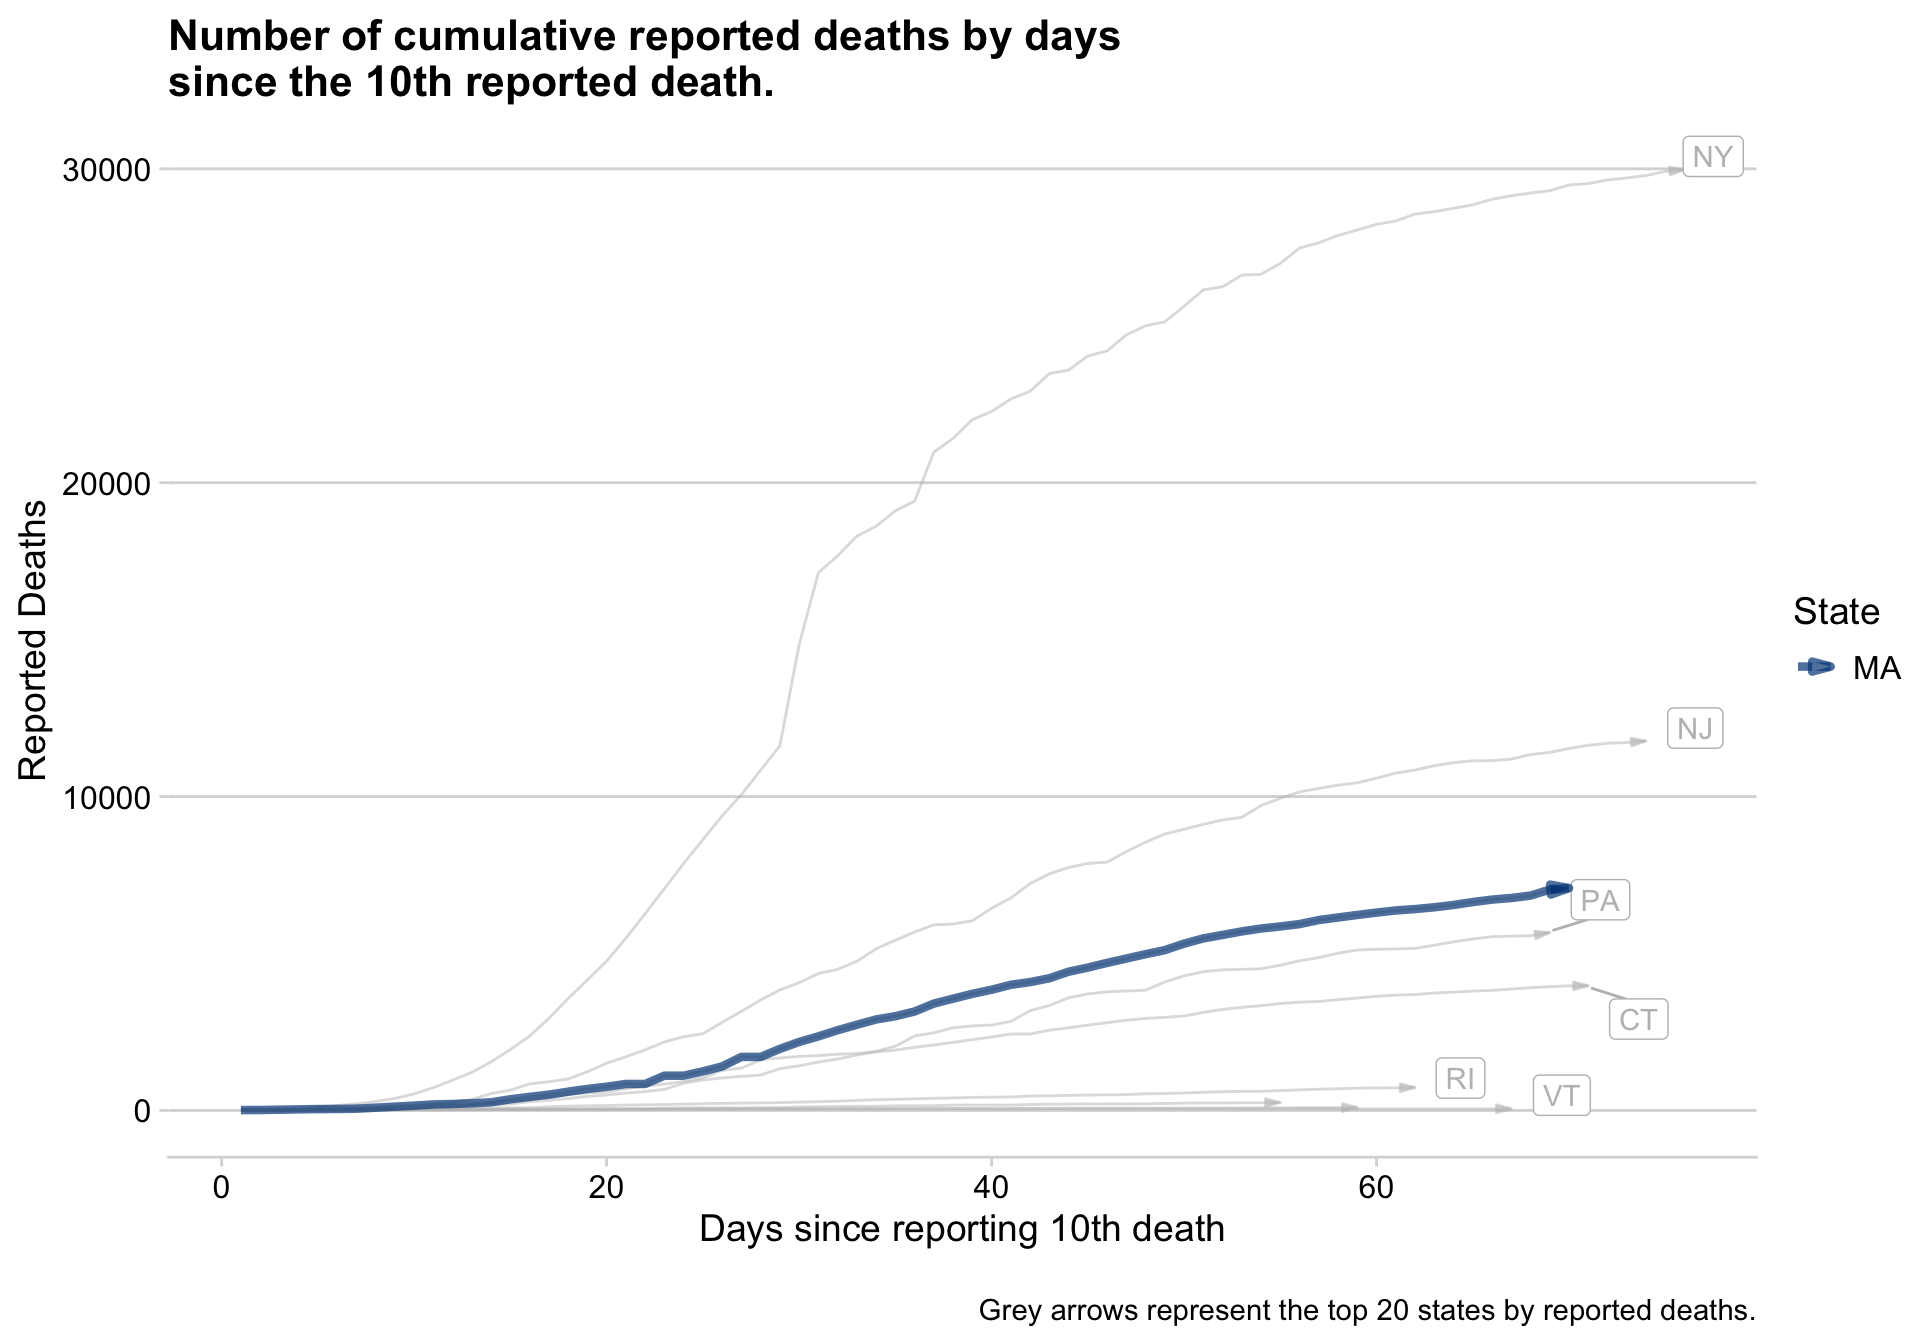 Number of cumulative reported deaths by days
since the 10th reported death.
30000
20000
10000
0
Reported Deaths
NY
NJ
PA
CT
RI
VT
State
MA
0
20
40
60
Days since reporting 10th death
Grey arrows represent the top 20 states by reported deaths.